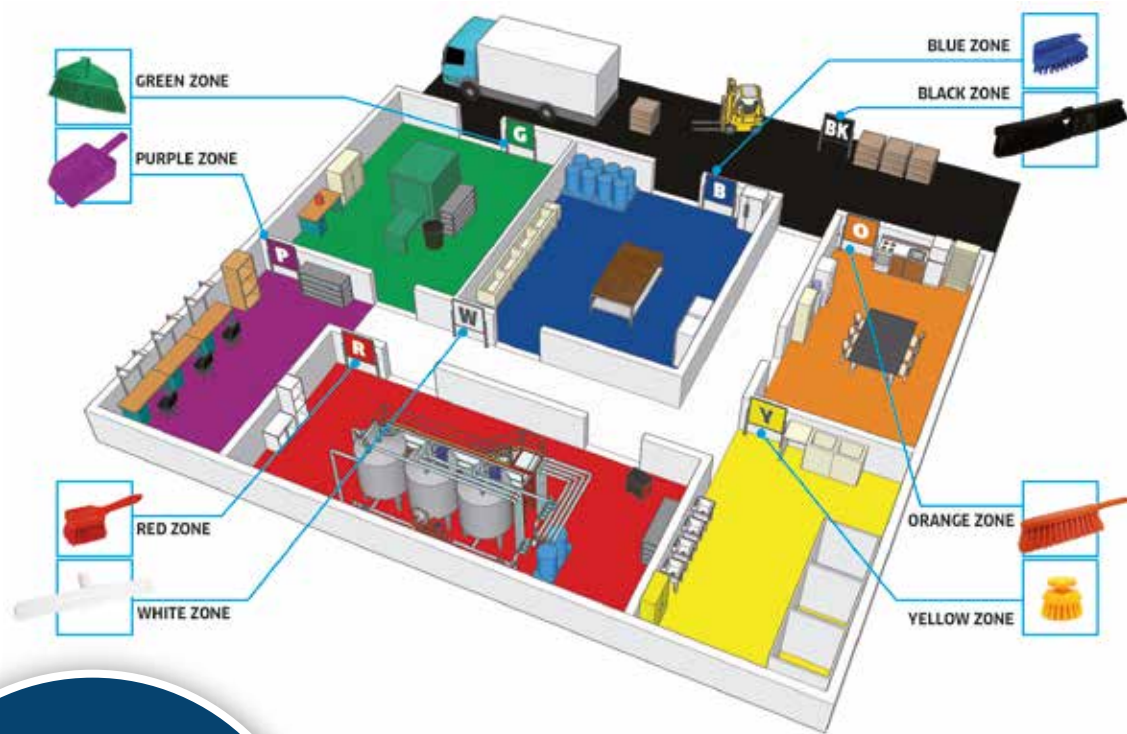 GREEN ZONE
PURPLE ZONE
BLUE ZONE
BLACK ZONE
G
BK
B
P
O
W
R
Y
RED ZONE
WHITE ZONE
ORANGE ZONE
YELLOW ZONE